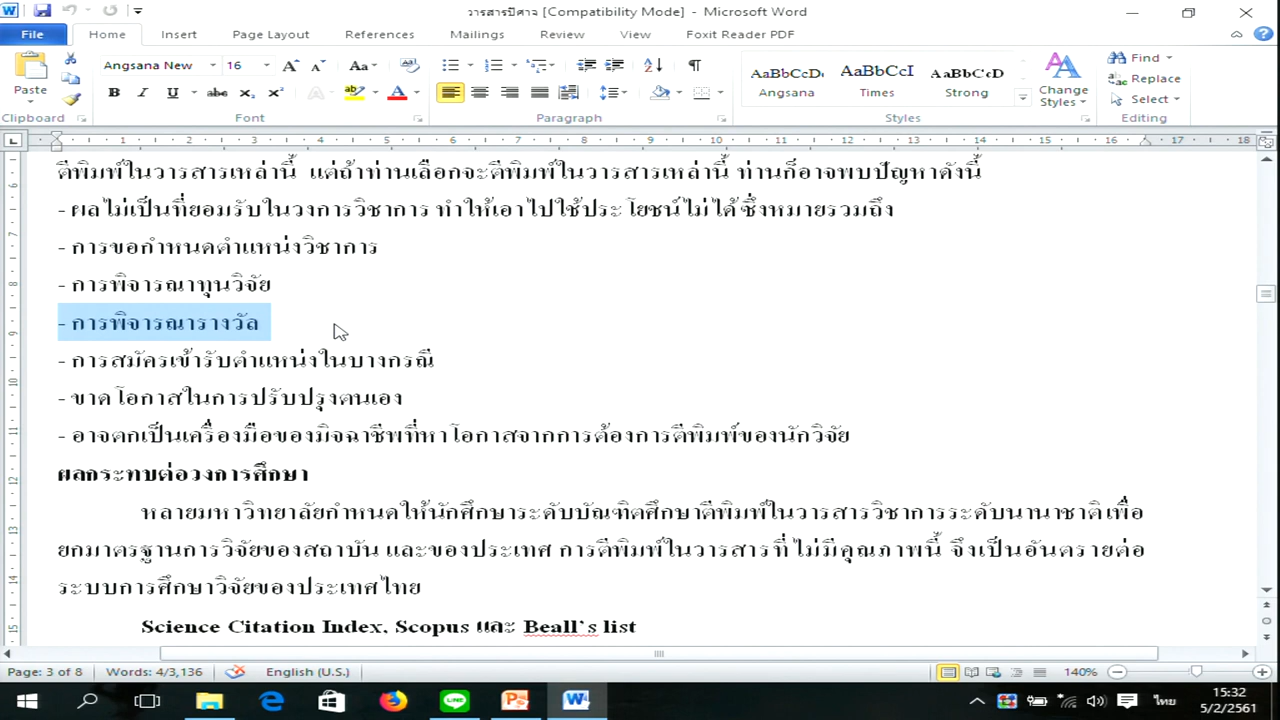 วารสารปีศาจ [Compatibility Mode] - Microsoft Word
File Home Insert Page Layout References Mailings Review View Foxit Reader PDF
Angsana New 16
Paste
AaBbCcDc AaBbCcI AaBbCcD
Angsana Times Strong
Change Styles
Find
Replace
Select
Clipboard Font Paragraph Styles Editing
1 2 3 4 5 6 7 8 9 10 11 12 13 14 15 16 17 18
ตีพิมพ์ในวารสารเหล่านี้ แต่ถ้าท่านเลือกจะตีพิมพ์ในวารสารเหล่านี้ ท่านก็อาจพบปัญหาดังนี้
- ผลไม่เป็นที่ยอมรับในวงการวิชาการ ทำให้เอาไปใช้ประโยชน์ไม่ได้ซึ่งหมายรวมถึง
- การขอกำหนดตำแหน่งวิชาการ
- การพิจารณาทุนวิจัย
- การพิจารณารางวัล
- การสมัครเข้ารับตำแหน่งในบางกรณี
- ขาดโอกาสในการปรับปรุงตนเอง
- อาจตกเป็นเครื่องมือของมิจฉาชีพที่หาโอกาสจากการต้องการตีพิมพ์ของนักวิจัย
ผลกระทบต่อวงการศึกษา
หลายมหาวิทยาลัยกำหนดให้นักศึกษาระดับบัณฑิตศึกษาตีพิมพ์ในวารสารวิชาการระดับนานาชาติเพื่อ
ยกมาตรฐานการวิจัยของสถาบัน และของประเทศ การตีพิมพ์ในวารสารที่ไม่มีคุณภาพนี้ จึงเป็นอันตรายต่อ
ระบบการศึกษาวิจัยของประเทศไทย
Science Citation Index, Scopus และ Beall's list
Page: 3 of 8 Words: 4/3,136 English (U.S.) 140%
ไทย 15:32
5/2/2561